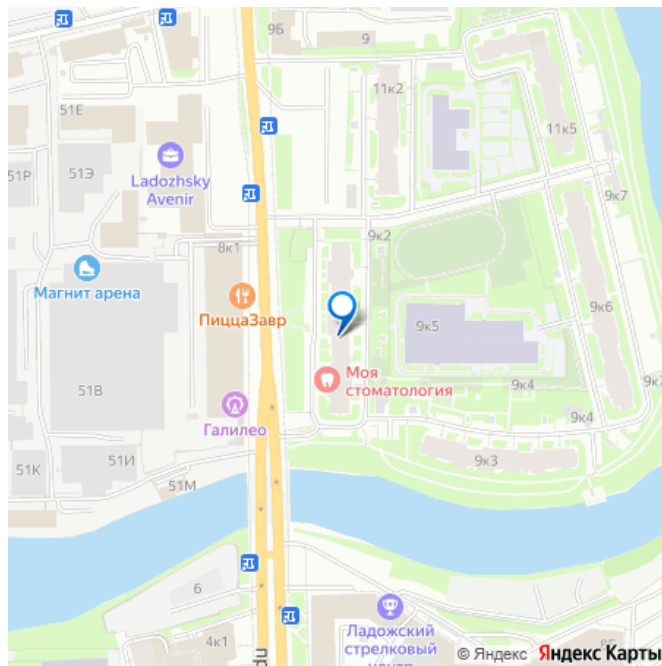 9Б
9
51Е
11к2
11к5
51Р
51Э
Ladozhsky
Avenir
9к7
8к1
9к2
Магнит арена
ПиццаЗавр
9к5
9к6
51В
Моя
стоматология
9к4
Галилео
9к4
51К
51И
51М
9к3
6
4к1
Ладожский
стрелковый
центр
© Яндекс Яндекс Карты